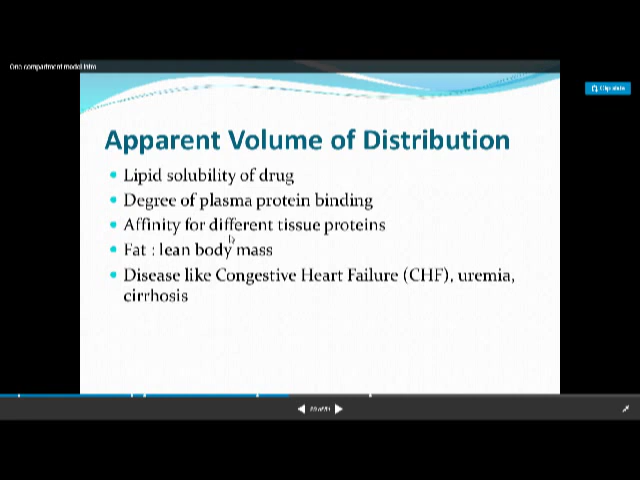 One compartment model intro
Clip slide
Apparent Volume of Distribution
Lipid solubility of drug
Degree of plasma protein binding
Affinity for different tissue proteins
Fat : lean body mass
Disease like Congestive Heart Failure (CHF), uremia,
cirrhosis